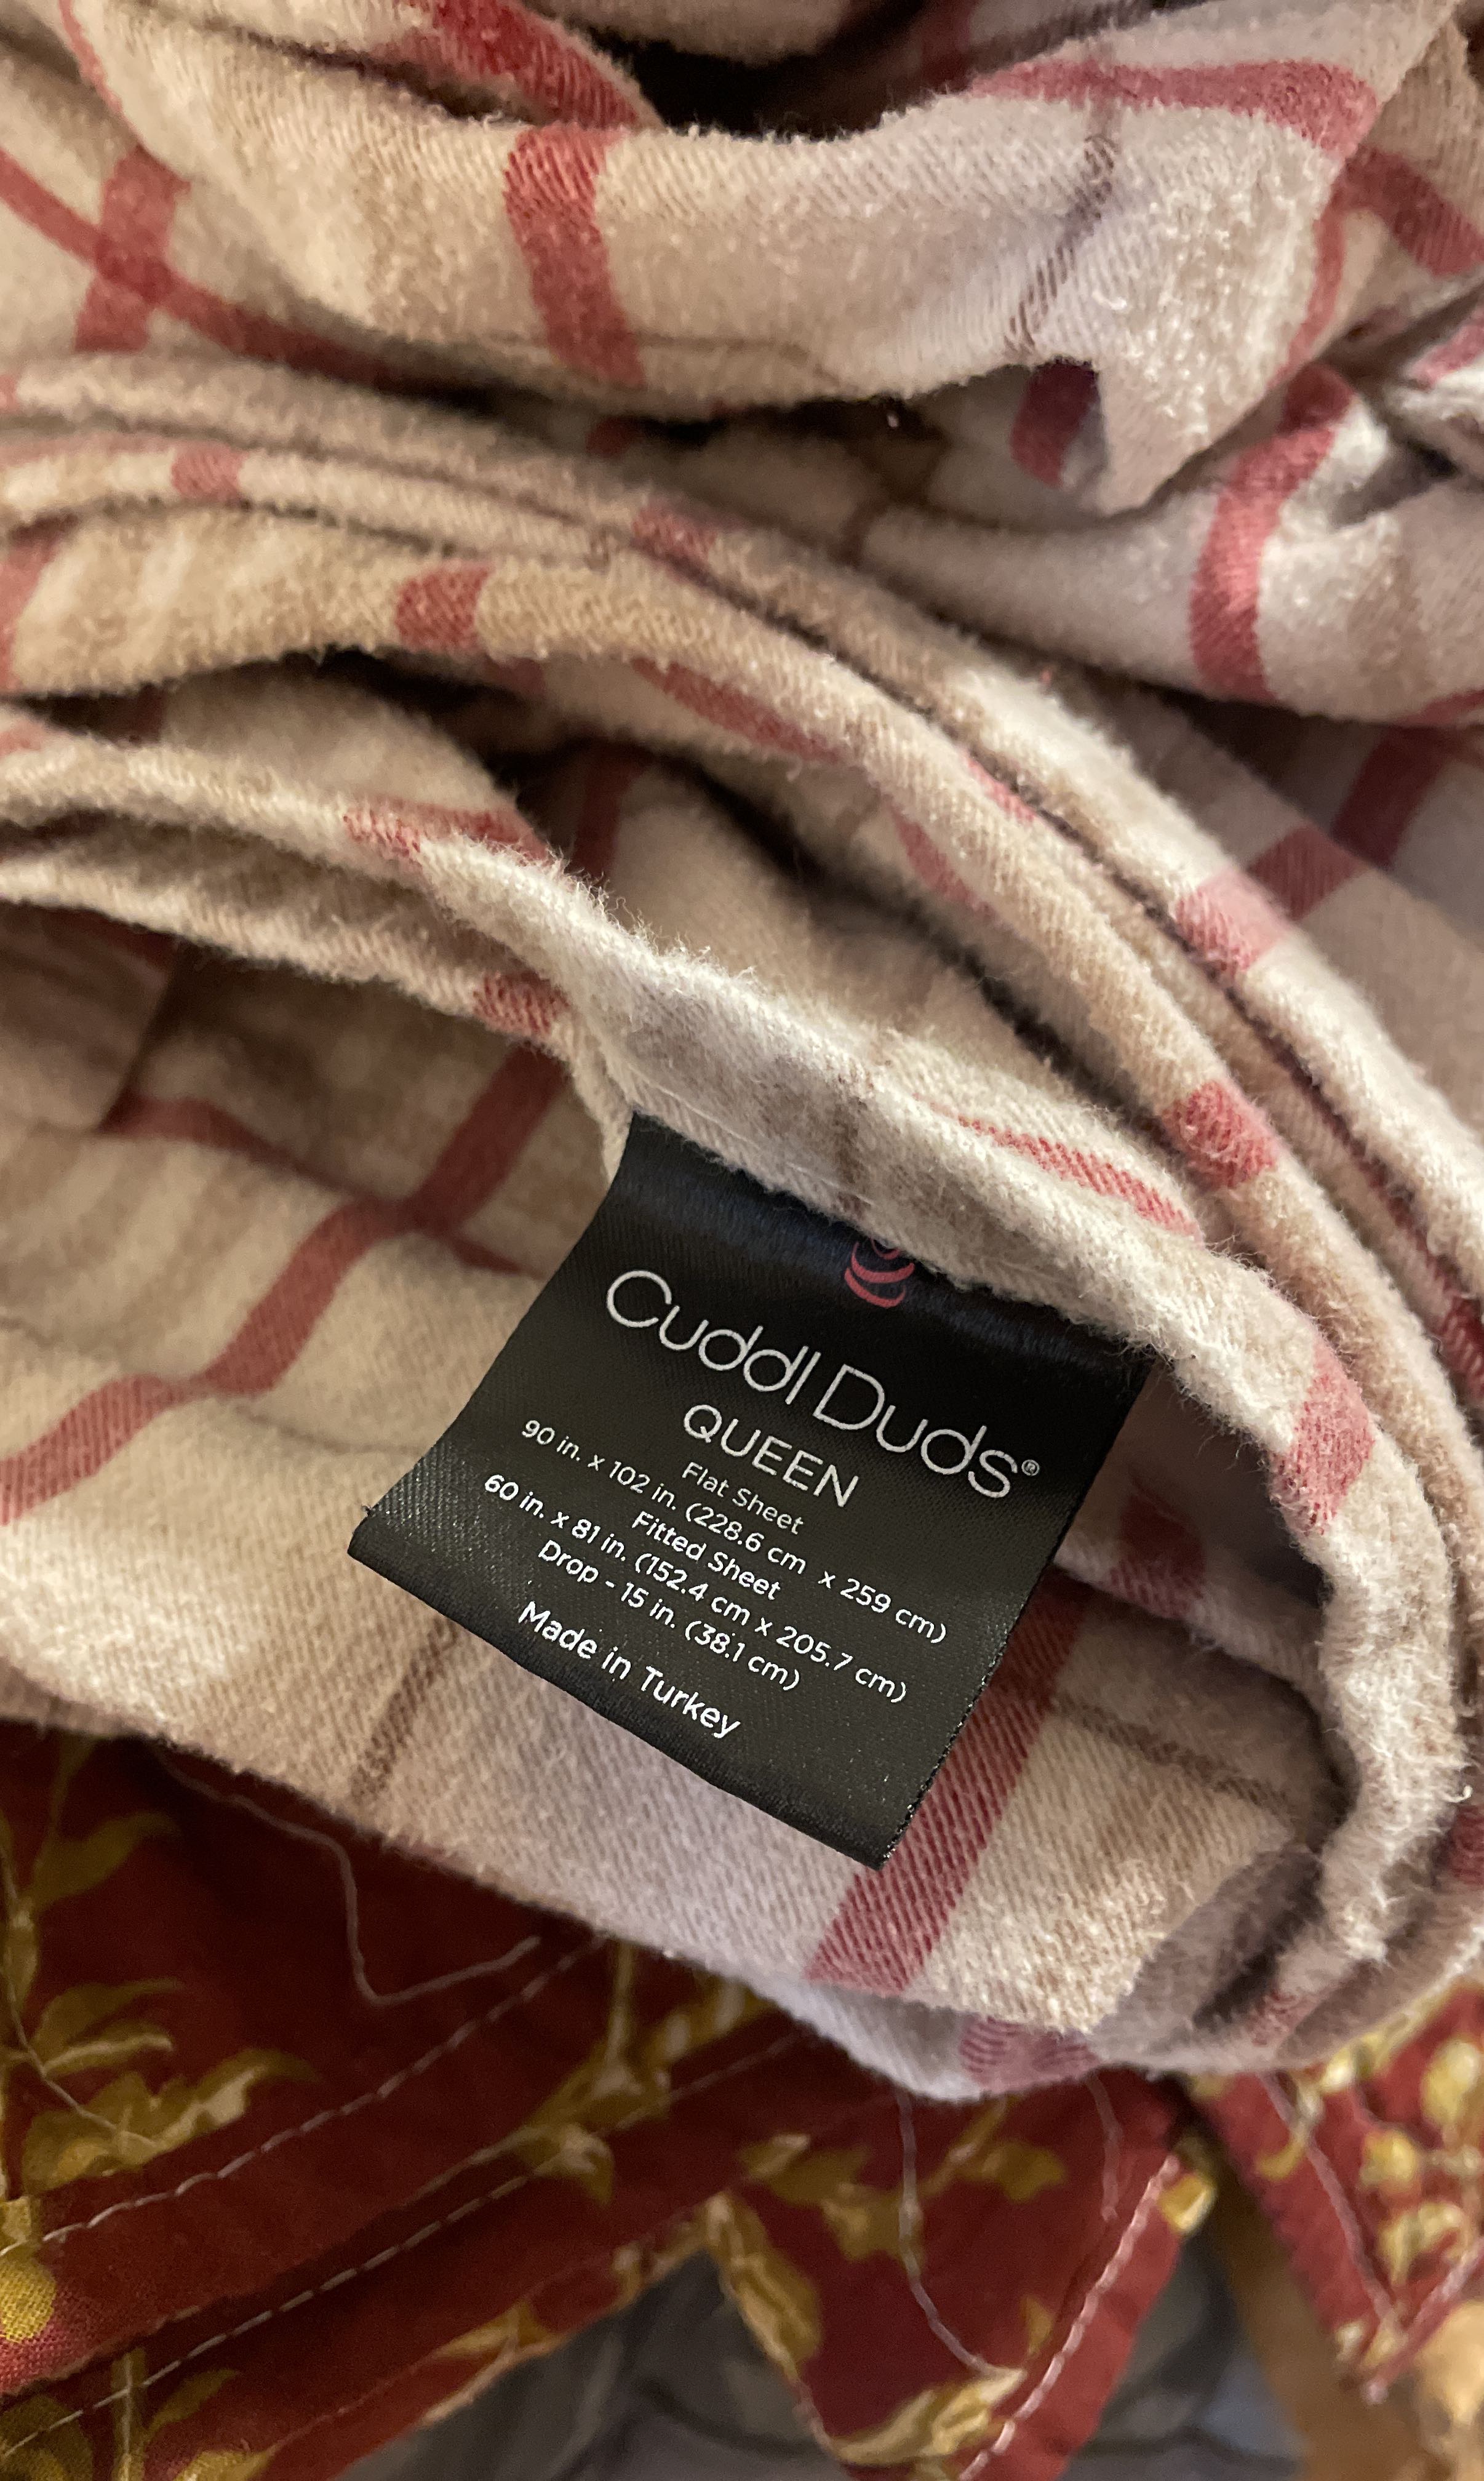 Cuddl Duds®
QUEEN
Flat Sheet
90 in. x 102 in. (228.6 cm x 259 cm)
Fitted Sheet
60 in. x 81 in. (152.4 cm x 205.7 cm)
Drop - 15 in. (38.1 cm)
Made in Turkey